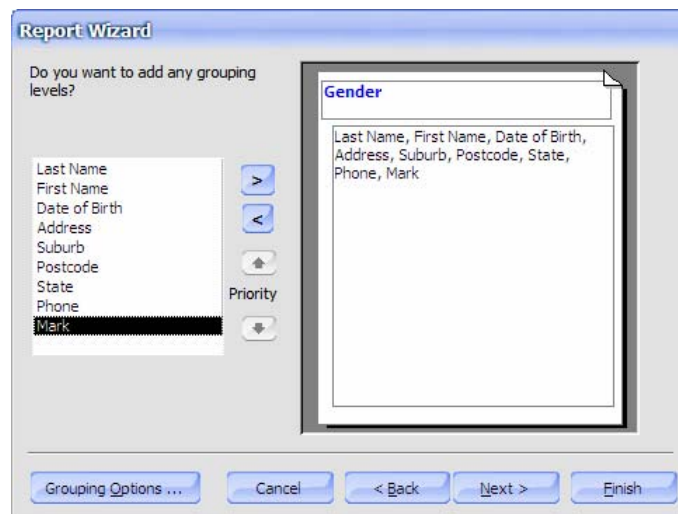 Report Wizard
Do you want to add any grouping
levels?
Last Name
First Name
Date of Birth
Address
Suburb
Postcode
State
Phone
Mark
>
<
Priority
Gender
Last Name, First Name, Date of Birth,
Address, Suburb, Postcode, State,
Phone, Mark
Grouping Options ...
Cancel
< Back
Next >
Finish